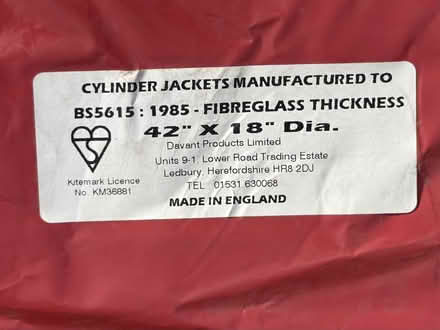 CYLINDER JACKETS MANUFACTURED TO
BS5615 : 1985 - FIBREGLASS THICKNESS
42" X 18" Dia.
Davant Products Limited
Units 9-1, Lower Road Trading Estate
Ledbury, Herefordshire HR8 2DJ
TEL : 01531 630068
MADE IN ENGLAND
Kitemark Licence
No. KM36881